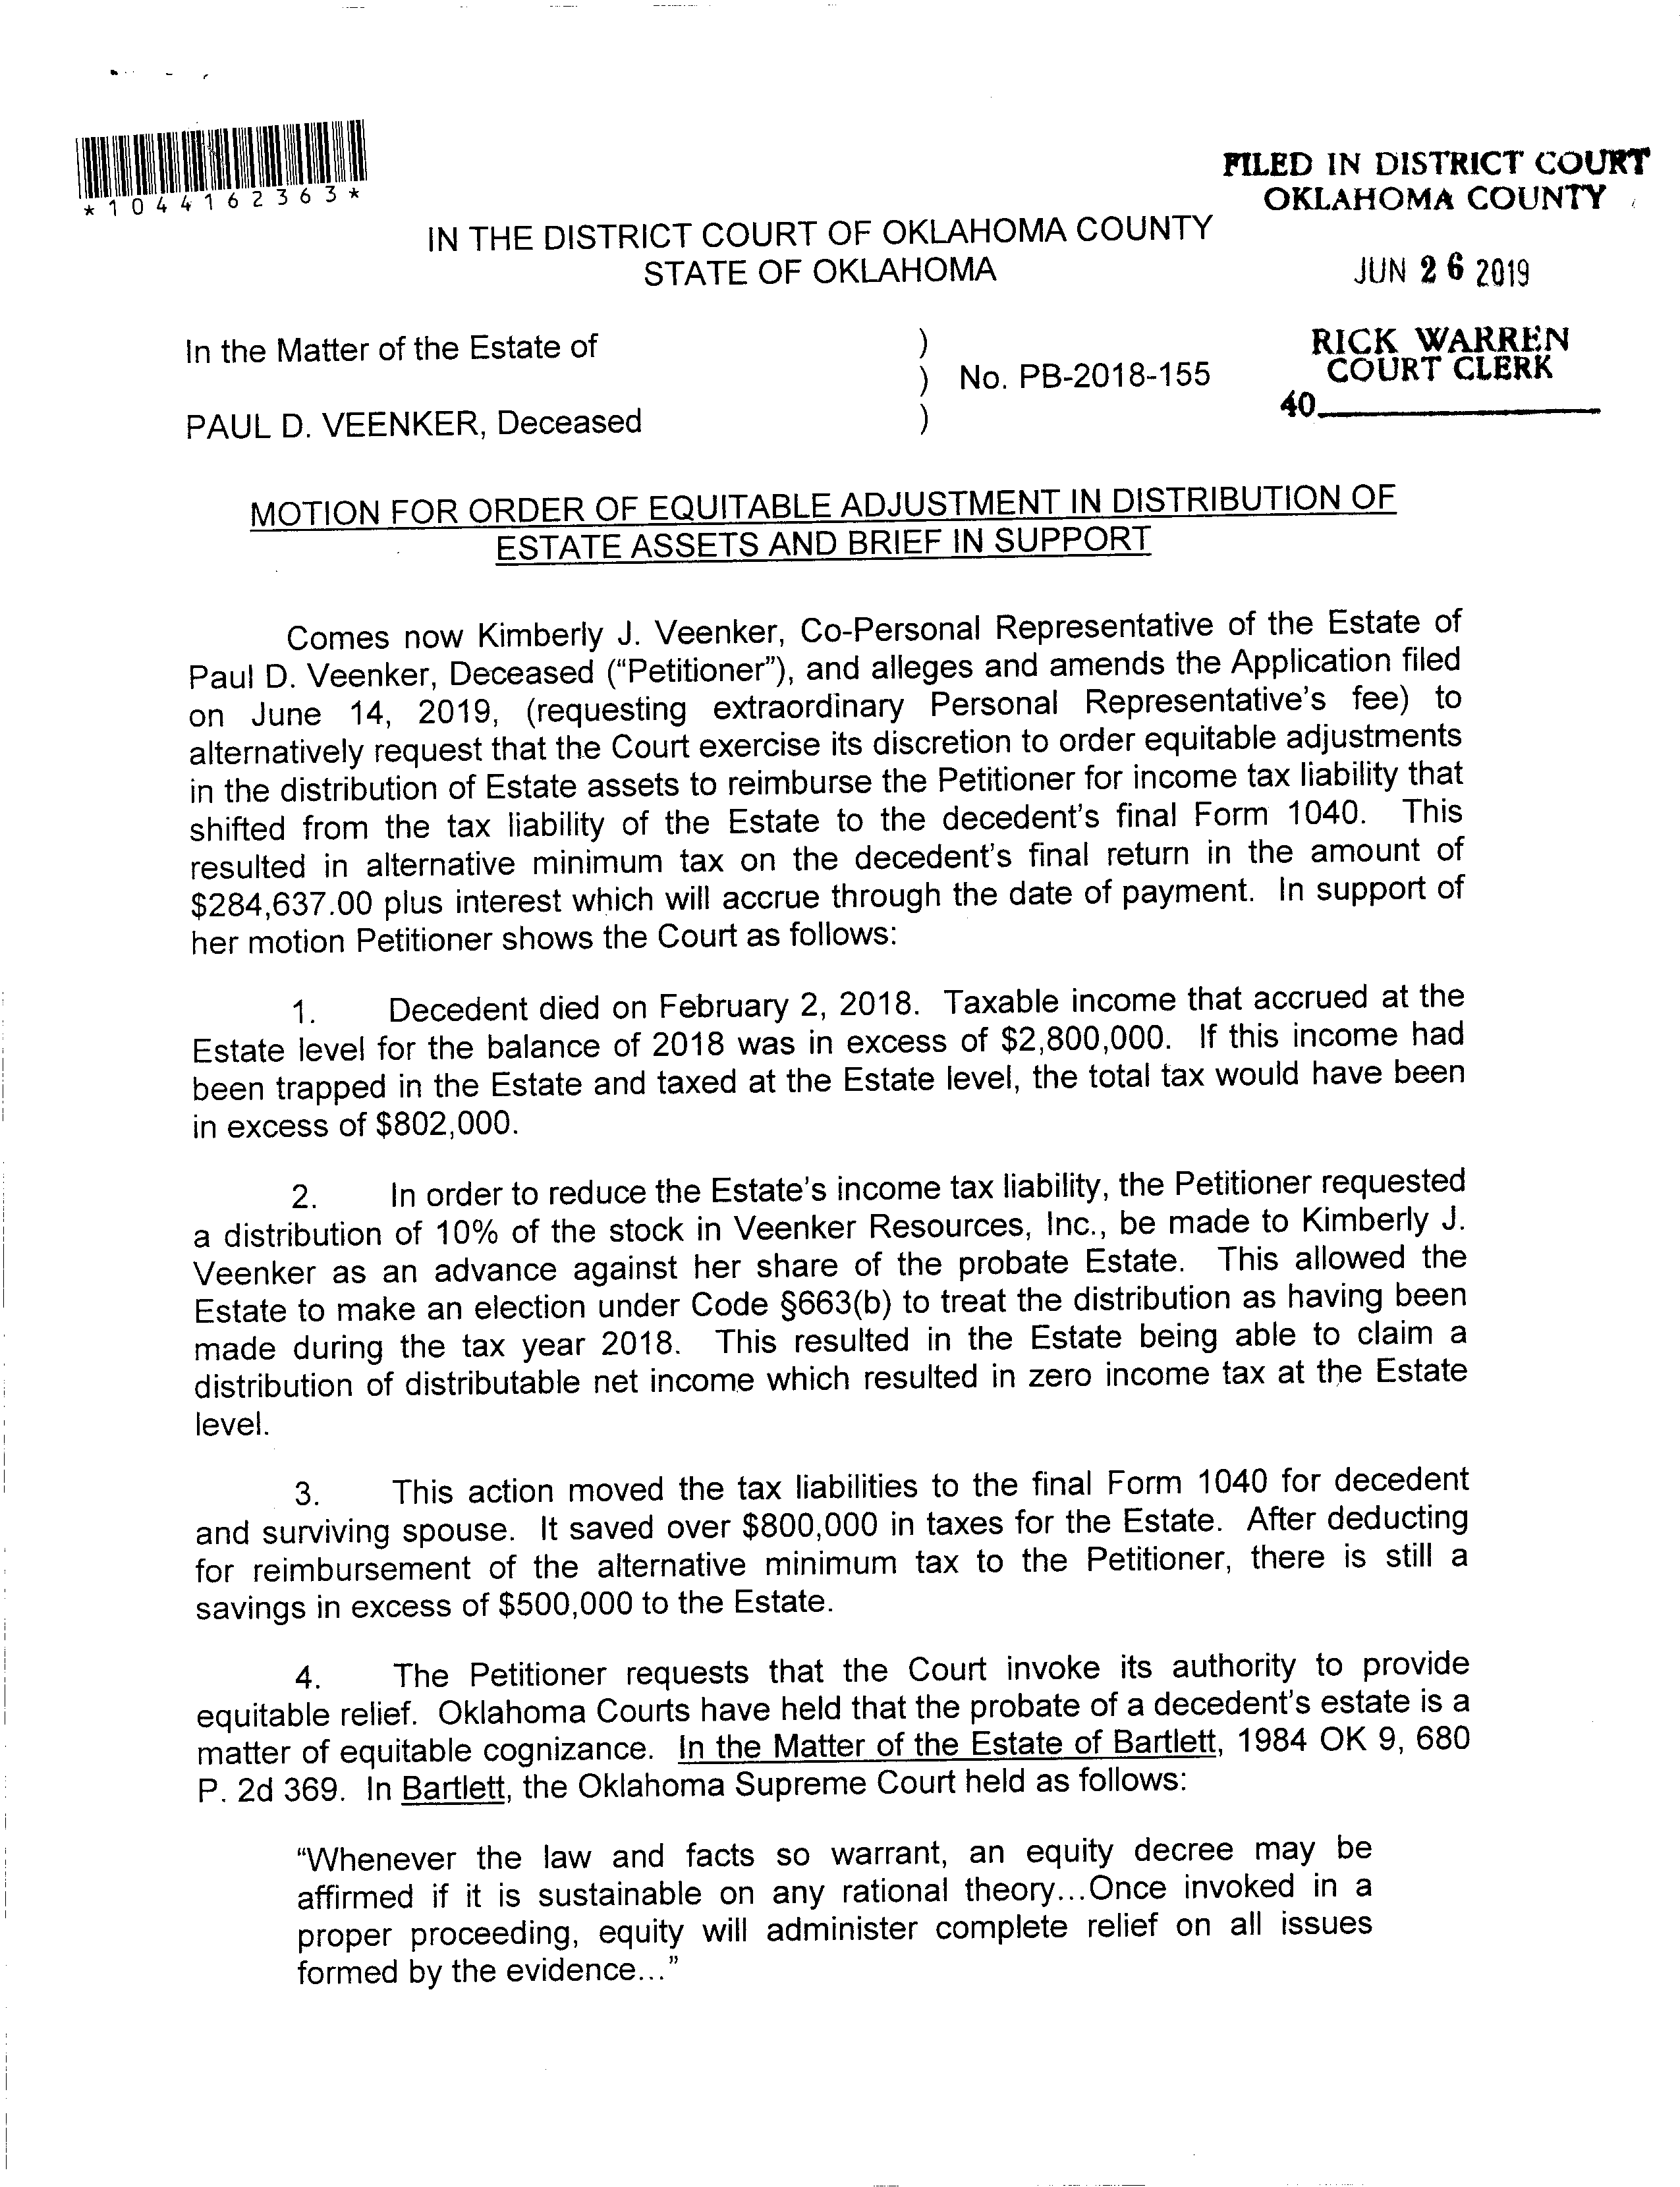 *1044162363*
FILED IN DISTRICT COURT
OKLAHOMA COUNTY
IN THE DISTRICT COURT OF OKLAHOMA COUNTY
STATE OF OKLAHOMA
JUN 26 2019
In the Matter of the Estate of
)
) No. PB-2018-155
PAUL D. VEENKER, Deceased
)
RICK WARREN
COURT CLERK
40
MOTION FOR ORDER OF EQUITABLE ADJUSTMENT IN DISTRIBUTION OF
ESTATE ASSETS AND BRIEF IN SUPPORT
Comes now Kimberly J. Veenker, Co-Personal Representative of the Estate of
Paul D. Veenker, Deceased (“Petitioner”), and alleges and amends the Application filed
on June 14, 2019, (requesting extraordinary Personal Representative’s fee) to
alternatively request that the Court exercise its discretion to order equitable adjustments
in the distribution of Estate assets to reimburse the Petitioner for income tax liability that
shifted from the tax liability of the Estate to the decedent’s final Form 1040. This
resulted in alternative minimum tax on the decedent’s final return in the amount of
$284,637.00 plus interest which will accrue through the date of payment. In support of
her motion Petitioner shows the Court as follows:
1. Decedent died on February 2, 2018. Taxable income that accrued at the
Estate level for the balance of 2018 was in excess of $2,800,000. If this income had
been trapped in the Estate and taxed at the Estate level, the total tax would have been
in excess of $802,000.
2. In order to reduce the Estate’s income tax liability, the Petitioner requested
a distribution of 10% of the stock in Veenker Resources, Inc., be made to Kimberly J.
Veenker as an advance against her share of the probate Estate. This allowed the
Estate to make an election under Code §663(b) to treat the distribution as having been
made during the tax year 2018. This resulted in the Estate being able to claim a
distribution of distributable net income which resulted in zero income tax at the Estate
level.
3. This action moved the tax liabilities to the final Form 1040 for decedent
and surviving spouse. It saved over $800,000 in taxes for the Estate. After deducting
for reimbursement of the alternative minimum tax to the Petitioner, there is still a
savings in excess of $500,000 to the Estate.
4. The Petitioner requests that the Court invoke its authority to provide
equitable relief. Oklahoma Courts have held that the probate of a decedent’s estate is a
matter of equitable cognizance. In the Matter of the Estate of Bartlett, 1984 OK 9, 680
P. 2d 369. In Bartlett, the Oklahoma Supreme Court held as follows:
“Whenever the law and facts so warrant, an equity decree may be
affirmed if it is sustainable on any rational theory...Once invoked in a
proper proceeding, equity will administer complete relief on all issues
formed by the evidence...”